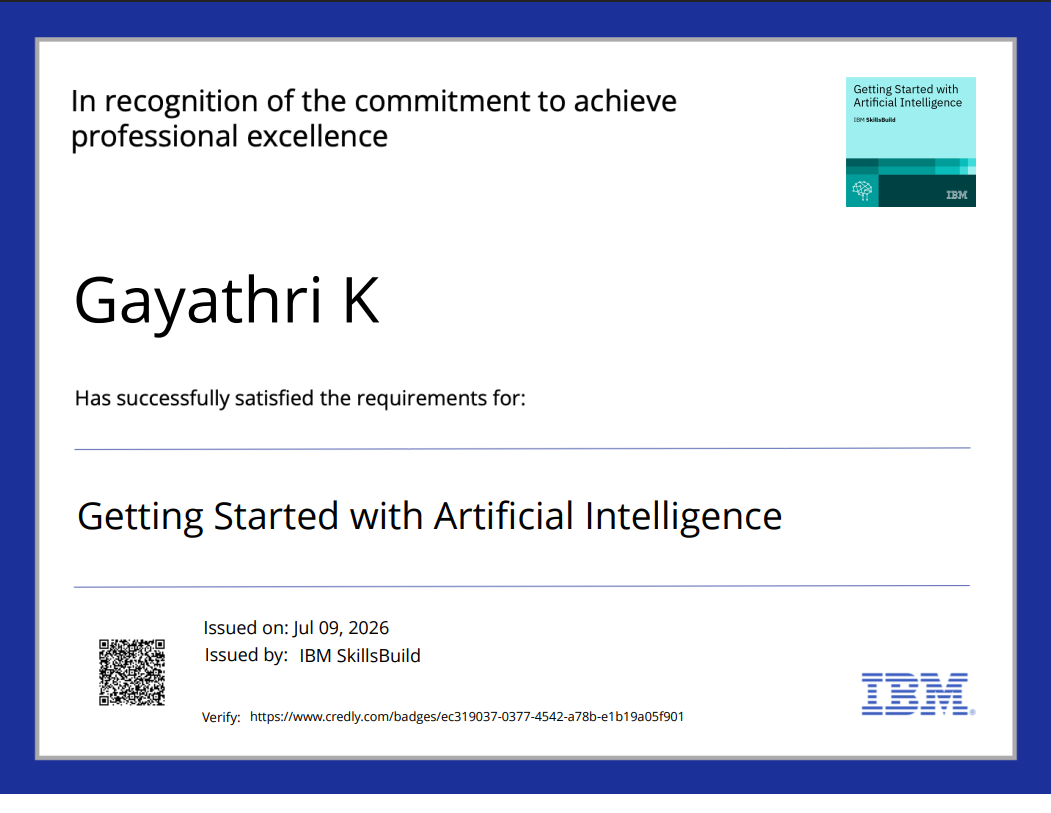 In recognition of the commitment to achieve
professional excellence
Getting Started with
Artificial Intelligence
IBM SkillsBuild
IBM
Gayathri K
Has successfully satisfied the requirements for:
Getting Started with Artificial Intelligence
Issued on: Jul 09, 2026
Issued by: IBM SkillsBuild
Verify: https://www.credly.com/badges/ec319037-0377-4542-a78b-e1b19a05f901
IBM®